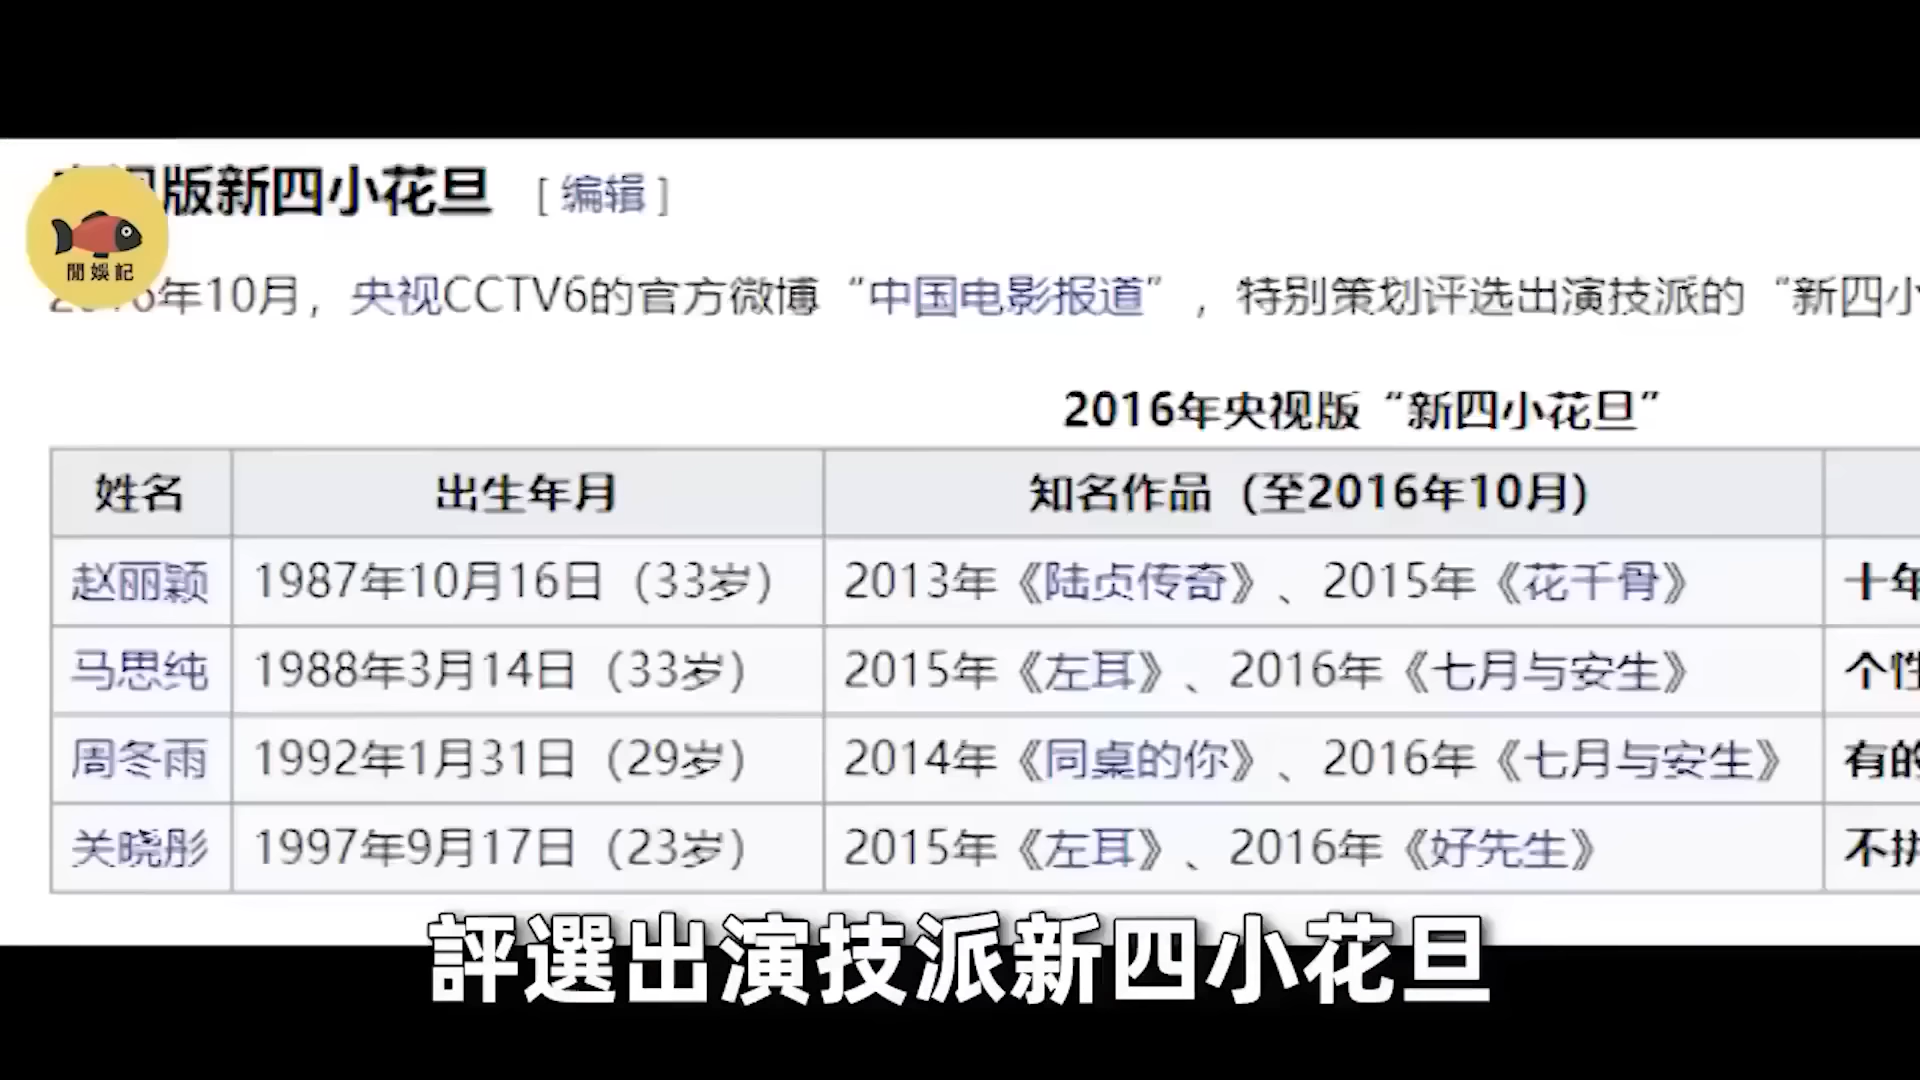 版新四小花旦 [编辑]
閒娛記
6年10月，央视CCTV6的官方微博“中国电影报道”，特别策划评选出演技派的“新四小
2016年央视版“新四小花旦”
姓名 出生年月 知名作品（至2016年10月）
赵丽颖 1987年10月16日（33岁） 2013年《陆贞传奇》、2015年《花千骨》 十年
马思纯 1988年3月14日（33岁） 2015年《左耳》、2016年《七月与安生》 个性
周冬雨 1992年1月31日（29岁） 2014年《同桌的你》、2016年《七月与安生》 有的
关晓彤 1997年9月17日（23岁） 2015年《左耳》、2016年《好先生》 不拼
評選出演技派新四小花旦